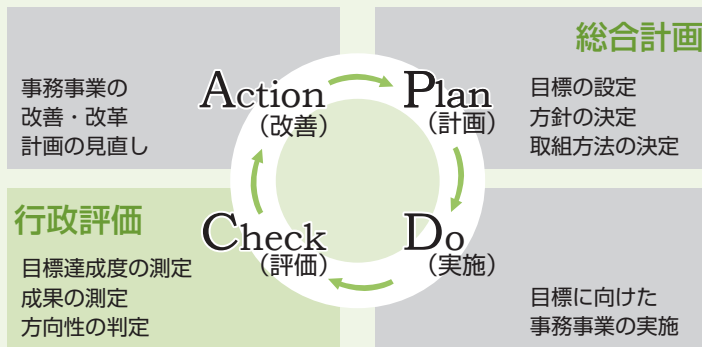 事務事業の
改善・改革
計画の見直し
Action
（改善）
総合計画
Plan
（計画）
目標の設定
方針の決定
取組方法の決定
行政評価
目標達成度の測定
成果の測定
方向性の判定
Check
（評価）
Do
（実施）
目標に向けた
事務事業の実施